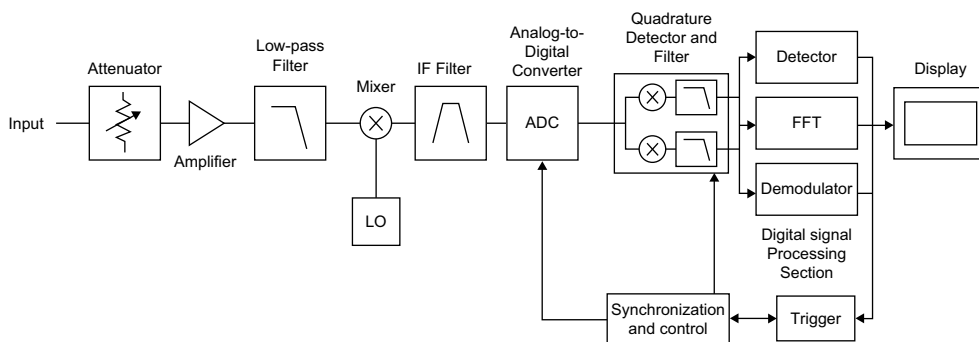 Input
Attenuator
Amplifier
Low-pass
Filter
Mixer
LO
IF Filter
Analog-to-
Digital
Converter
ADC
Quadrature
Detector and
Filter
Detector
FFT
Demodulator
Digital signal
Processing
Section
Display
Synchronization
and control
Trigger